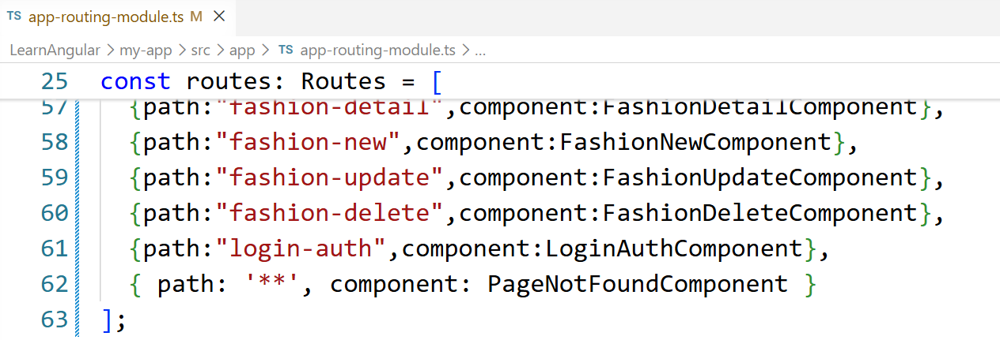 TS app-routing-module.ts M ×
LearnAngular > my-app > src > app > TS app-routing-module.ts > ...
25 const routes: Routes = [
57 {path:"fashion-detail",component:FashionDetailComponent},
58 {path:"fashion-new",component:FashionNewComponent},
59 {path:"fashion-update",component:FashionUpdateComponent},
60 {path:"fashion-delete",component:FashionDeleteComponent},
61 {path:"login-auth",component:LoginAuthComponent},
62 { path: '**', component: PageNotFoundComponent }
63 ];